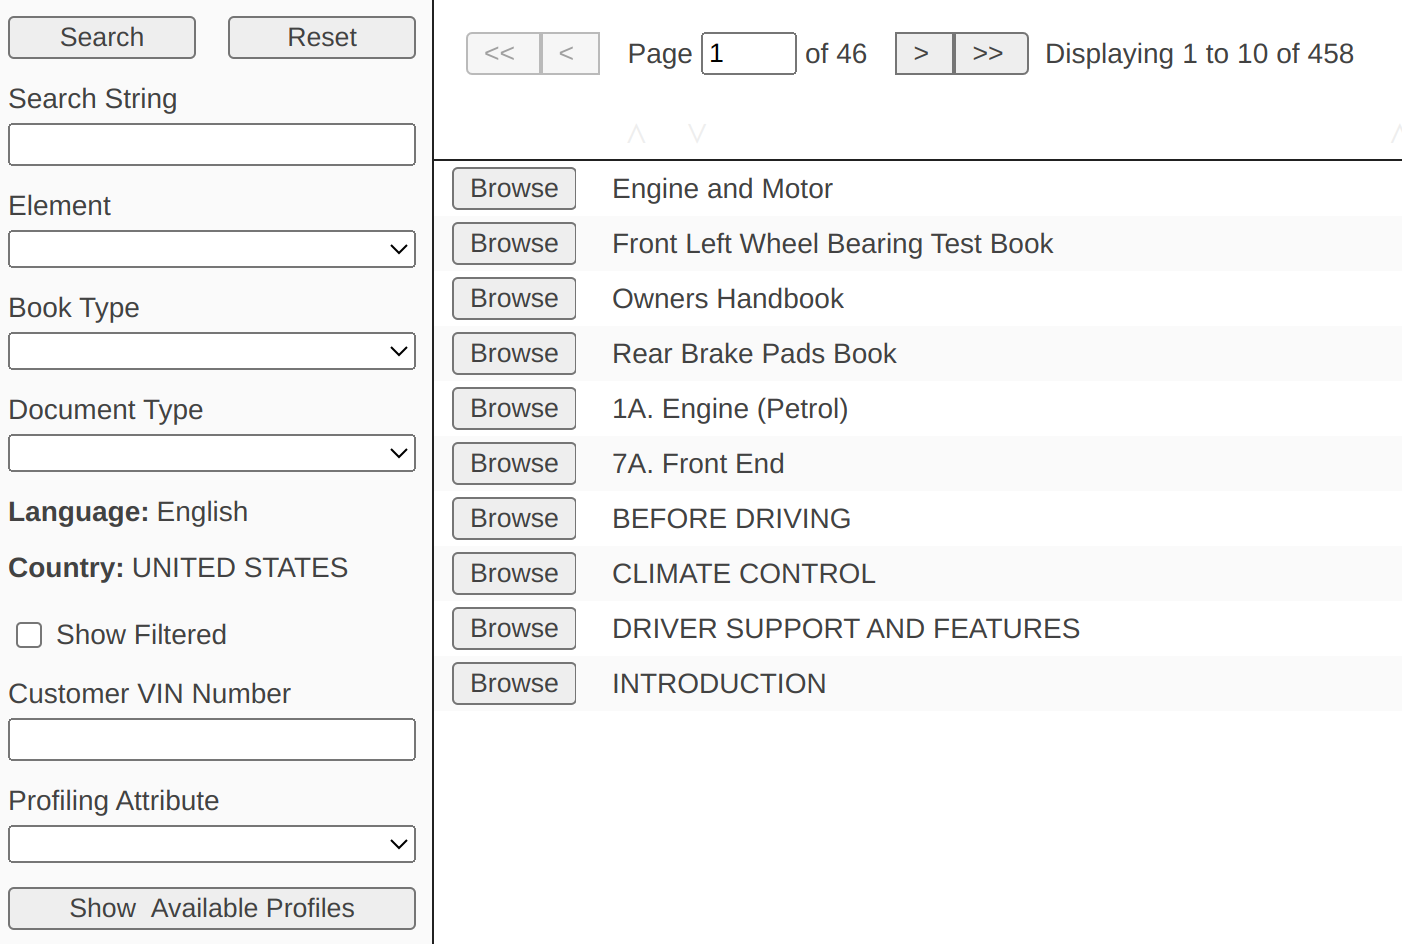 Search Reset
Search String
Element
Book Type
Document Type
Language: English
Country: UNITED STATES
Show Filtered
Customer VIN Number
Profiling Attribute
Show Available Profiles
<< < Page 1 of 46 > >> Displaying 1 to 10 of 458
Browse Engine and Motor
Browse Front Left Wheel Bearing Test Book
Browse Owners Handbook
Browse Rear Brake Pads Book
Browse 1A. Engine (Petrol)
Browse 7A. Front End
Browse BEFORE DRIVING
Browse CLIMATE CONTROL
Browse DRIVER SUPPORT AND FEATURES
Browse INTRODUCTION